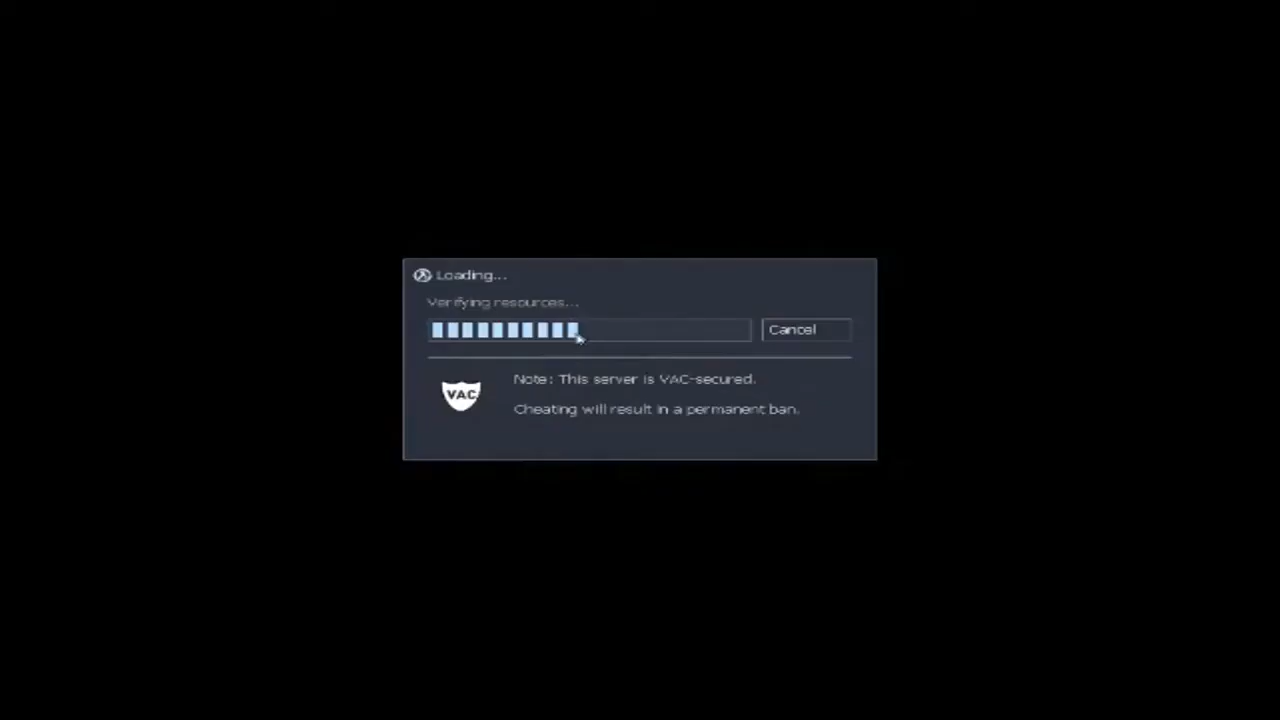 Loading...
Verifying resources...
Cancel
VAC
Note: This server is VAC-secured.
Cheating will result in a permanent ban.